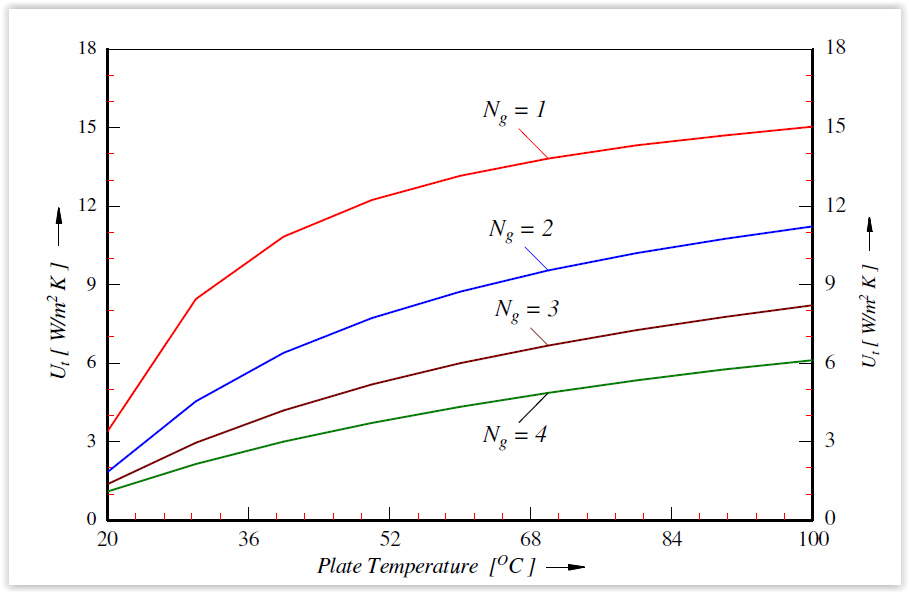 18
15
12
9
6
3
0
U_t [ W/m² K ]
N_g = 1
N_g = 2
N_g = 3
N_g = 4
18
15
12
9
6
3
0
U_t [ W/m² K ]
20 36 52 68 84 100
Plate Temperature [ᴼC ]